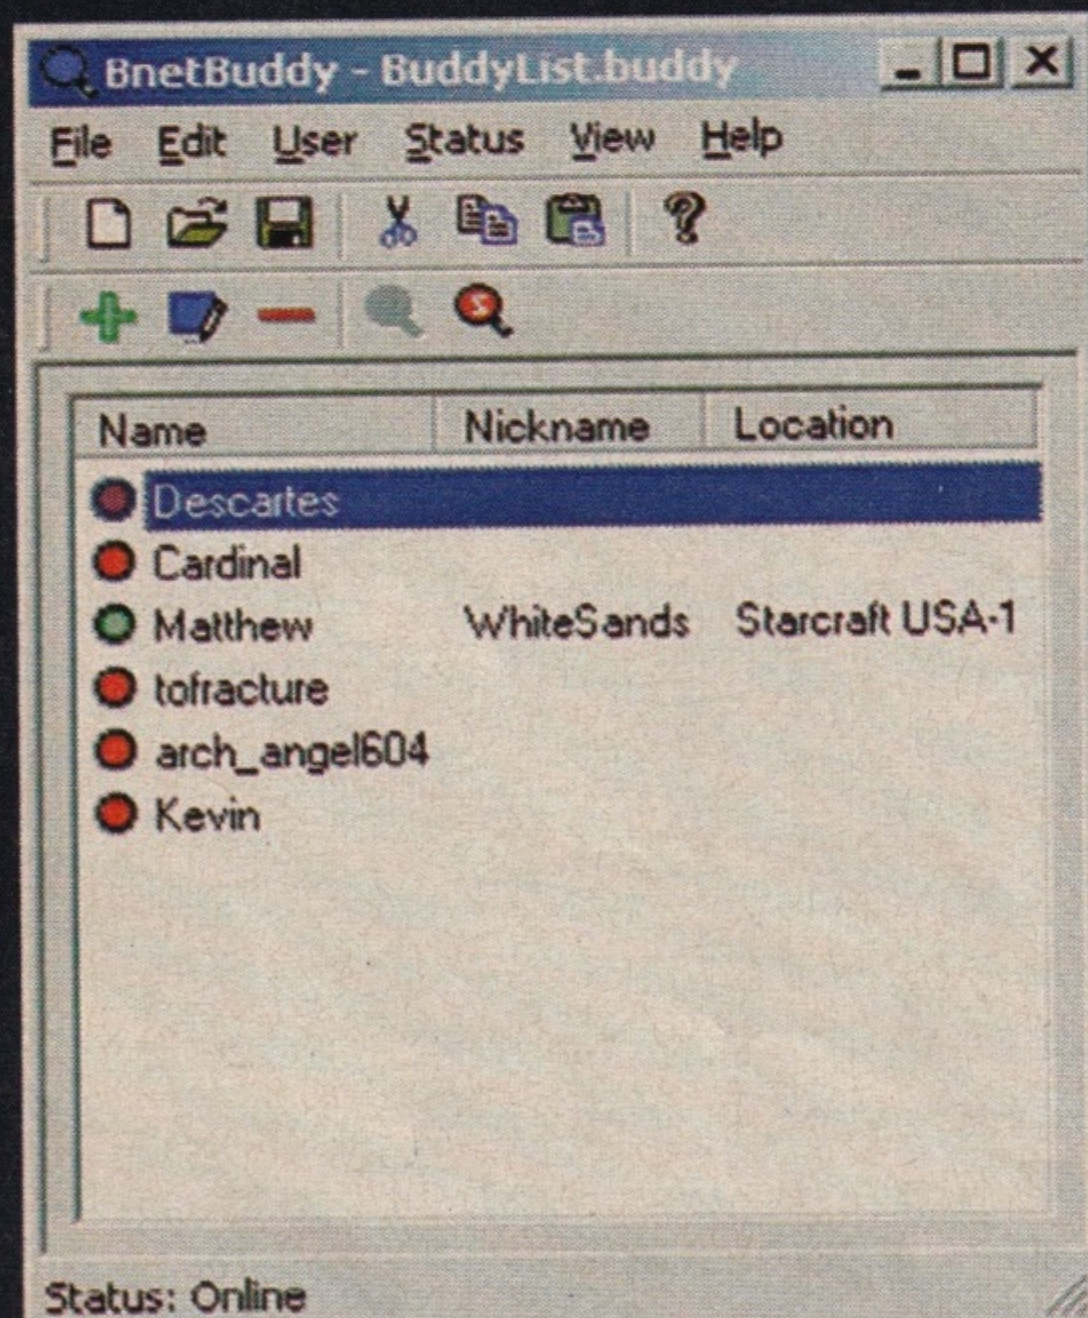 BnetBuddy - BuddyList.buddy
File Edit User Status View Help
Name Nickname Location
Descartes
Cardinal
Matthew WhiteSands Starcraft USA-1
tofracture
arch_angel604
Kevin
Status: Online